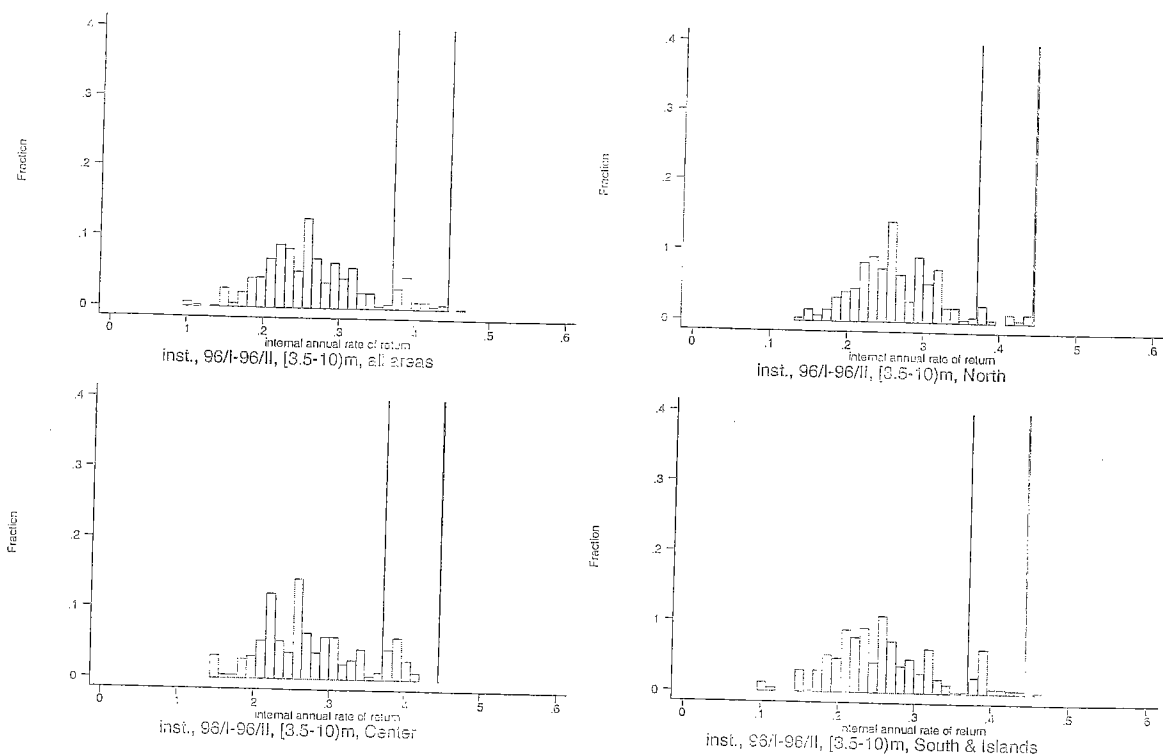 .4
.3
.2
.1
0
Fraction
0 .1 .2 .3 .4 .5 .6
internal annual rate of return
inst., 96/I-96/II, [3.5-10)m, all areas
.4
.3
.2
.1
0
Fraction
0 .1 .2 .3 .4 .5 .6
internal annual rate of return
inst., 96/I-96/II, [3.5-10)m, North
.4
.3
.2
.1
0
Fraction
0 .1 .2 .3 .4 .5 .6
internal annual rate of return
inst., 96/I-96/II, [3.5-10)m, Center
.4
.3
.2
.1
0
Fraction
0 .1 .2 .3 .4 .5 .6
internal annual rate of return
inst., 96/I-96/II, [3.5-10)m, South & Islands